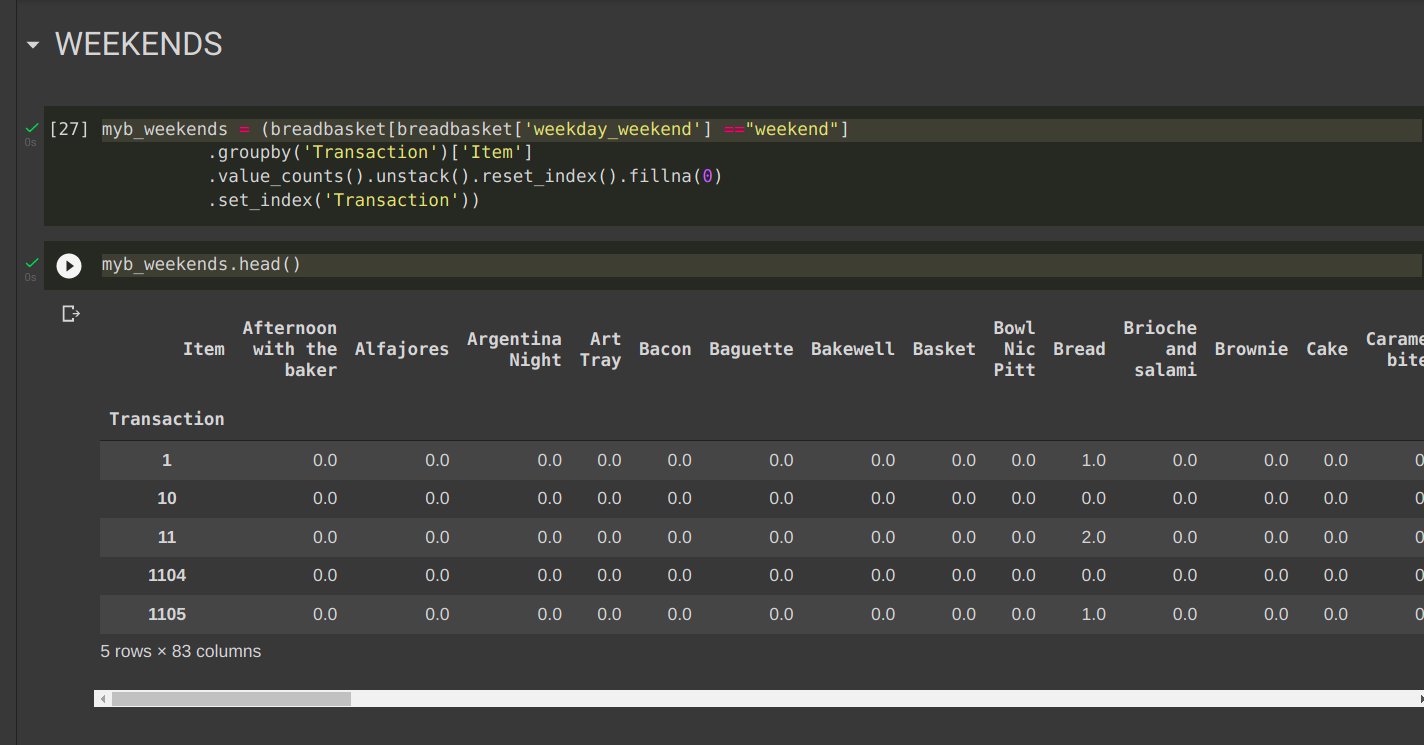 WEEKENDS
[27] myb_weekends = (breadbasket[breadbasket['weekday_weekend'] =="weekend"]
0s
.groupby('Transaction')['Item']
.value_counts().unstack().reset_index().fillna(0)
.set_index('Transaction'))
myb_weekends.head()
0s
Item Afternoon with the baker Alfajores Argentina Night Art Tray Bacon Baguette Bakewell Basket Bowl Nic Pitt Bread Brioche and salami Brownie Cake Carame bite
Transaction
1 0.0 0.0 0.0 0.0 0.0 0.0 0.0 0.0 0.0 1.0 0.0 0.0 0.0 0
10 0.0 0.0 0.0 0.0 0.0 0.0 0.0 0.0 0.0 0.0 0.0 0.0 0.0 0
11 0.0 0.0 0.0 0.0 0.0 0.0 0.0 0.0 0.0 2.0 0.0 0.0 0.0 0
1104 0.0 0.0 0.0 0.0 0.0 0.0 0.0 0.0 0.0 0.0 0.0 0.0 0.0 0
1105 0.0 0.0 0.0 0.0 0.0 0.0 0.0 0.0 0.0 1.0 0.0 0.0 0.0 0
5 rows × 83 columns